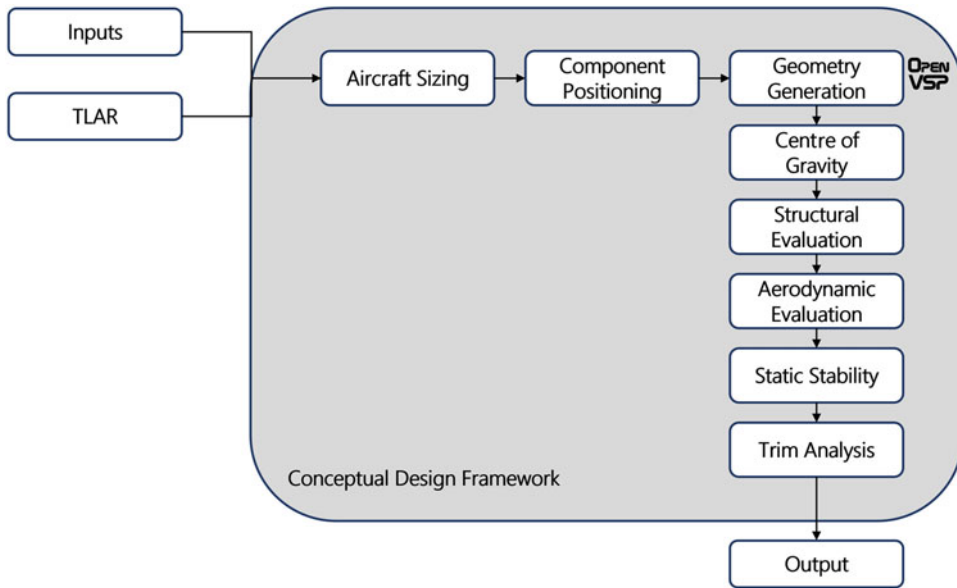 Inputs
TLAR
Aircraft Sizing
Component
Positioning
Geometry
Generation
OPEN
VSP
Centre of
Gravity
Structural
Evaluation
Aerodynamic
Evaluation
Static Stability
Trim Analysis
Conceptual Design Framework
Output